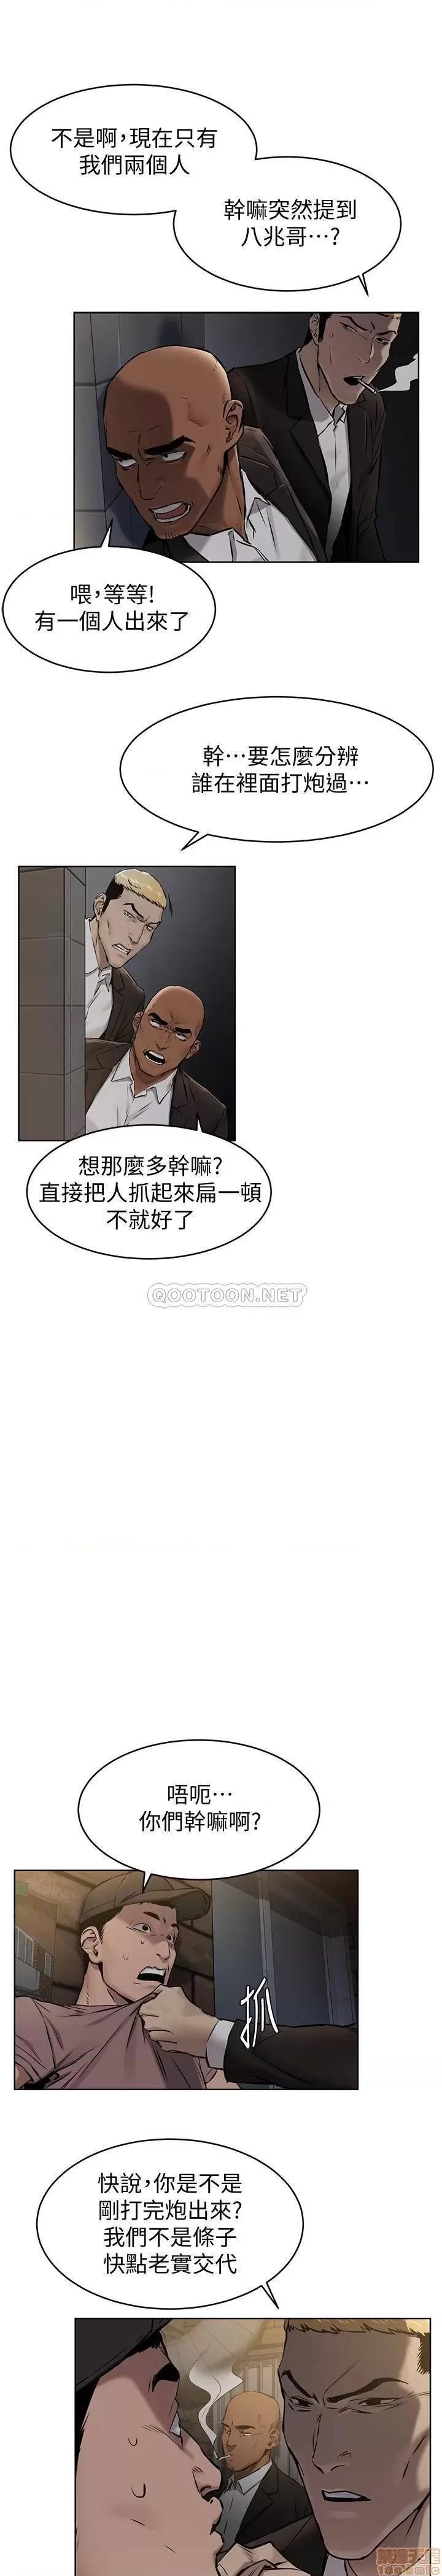 不是啊,現在只有
我們兩個人
幹嘛突然提到
八兆哥⋯?
喂,等等!
有一個人出來了
幹⋯要怎麼分辨
誰在裡面打炮過⋯
想那麼多幹嘛?
直接把人抓起來扁一頓
不就好了
QOOTOON.NET
唔呃⋯
你們幹嘛啊?
抓
快說,你是不是
剛打完炮出來?
我們不是條子
快點老實交代